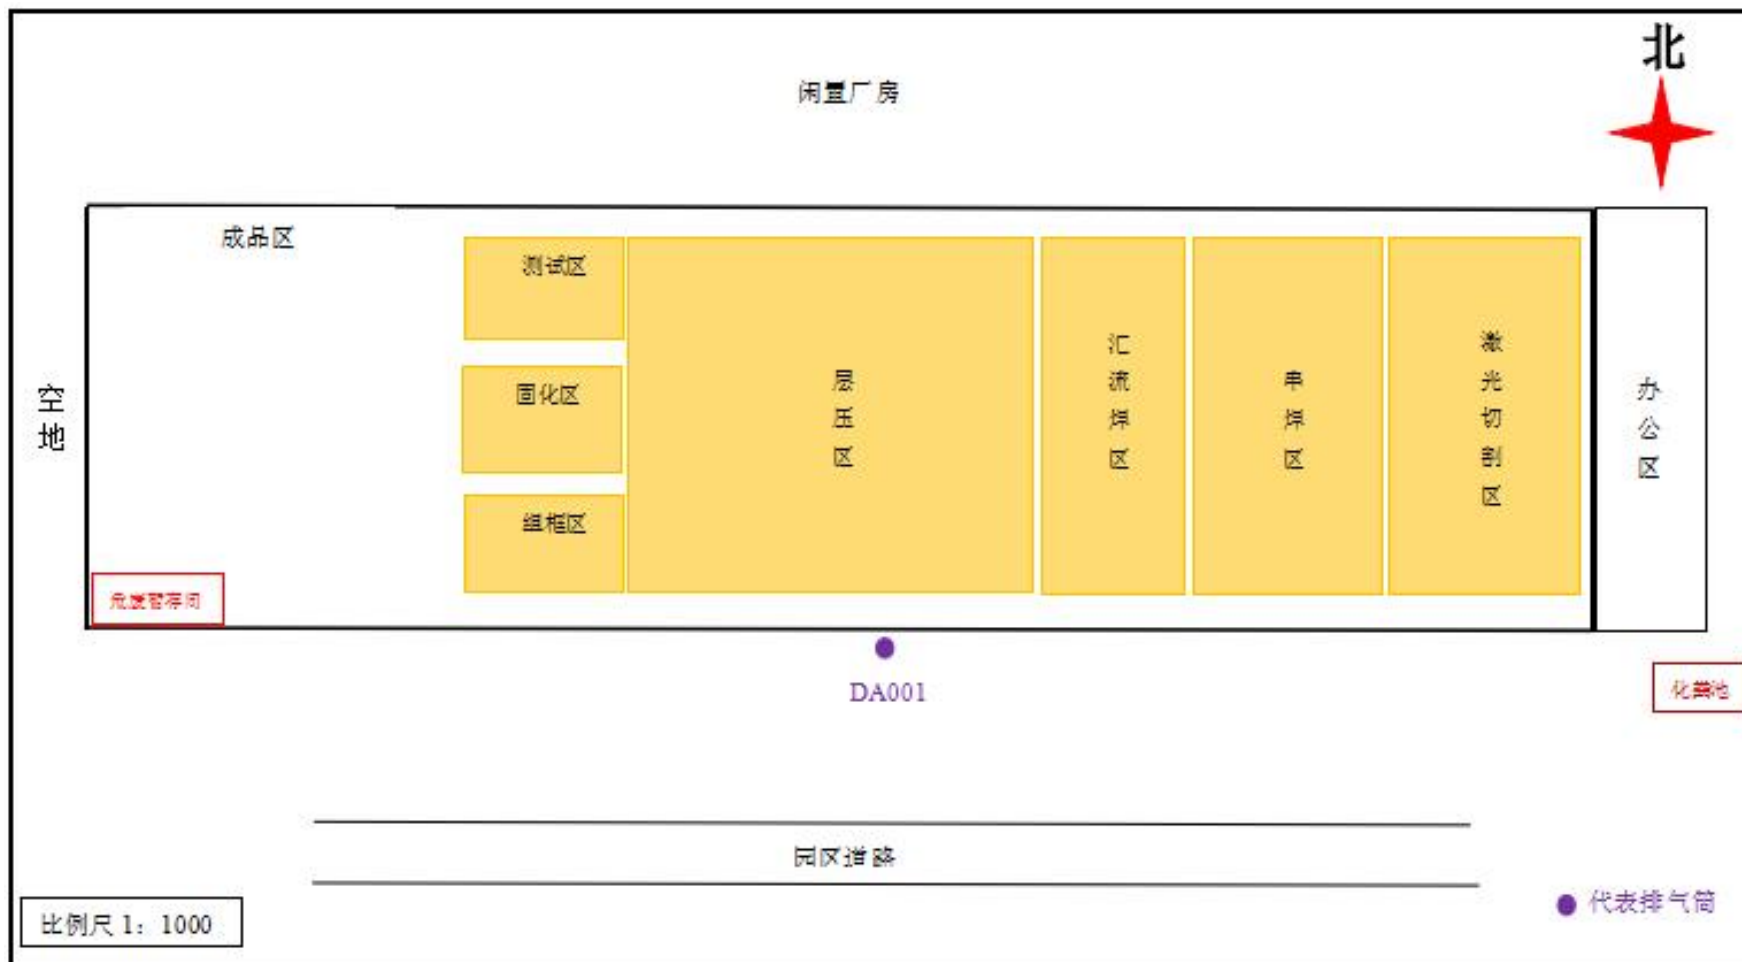 北
闲置厂房
成品区
测试区
固化区
组框区
层压区
汇流焊区
串焊区
激光切割区
办公区
空地
危废暂存间
DA001
化粪池
园区道路
代表排气筒
比例尺 1：1000